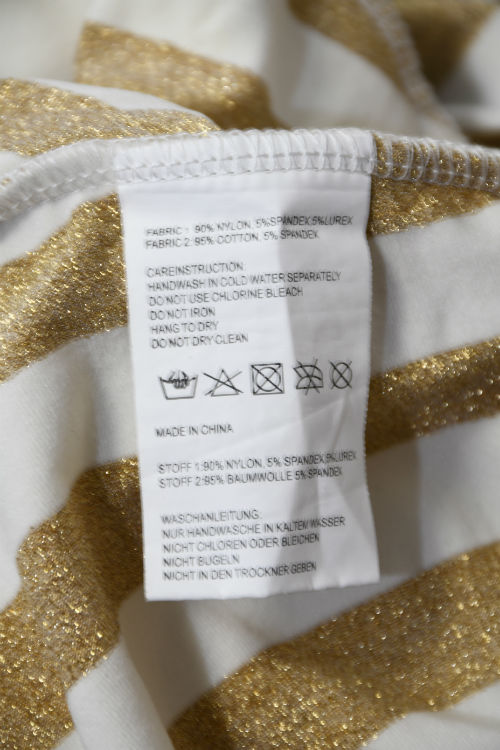 FABRIC 1: 90% NYLON, 5%SPANDEX,5%LUREX
FABRIC 2: 95% COTTON, 5% SPANDEX
CAREINSTRUCTION:
HANDWASH IN COLD WATER SEPARATELY
DO NOT USE CHLORINE BLEACH
DO NOT IRON
HANG TO DRY
DO NOT DRY CLEAN
MADE IN CHINA
STOFF 1:90% NYLON, 5% SPANDEX,5%LUREX
STOFF 2:95% BAUMWOLLE 5%SPANDEX
WASCHANLEITUNG:
NUR HANDWASCHE IN KALTEM WASSER
NICHT CHLOREN ODER BLEICHEN
NICHT BUGELN
NICHT IN DEN TROCKNER GEBEN